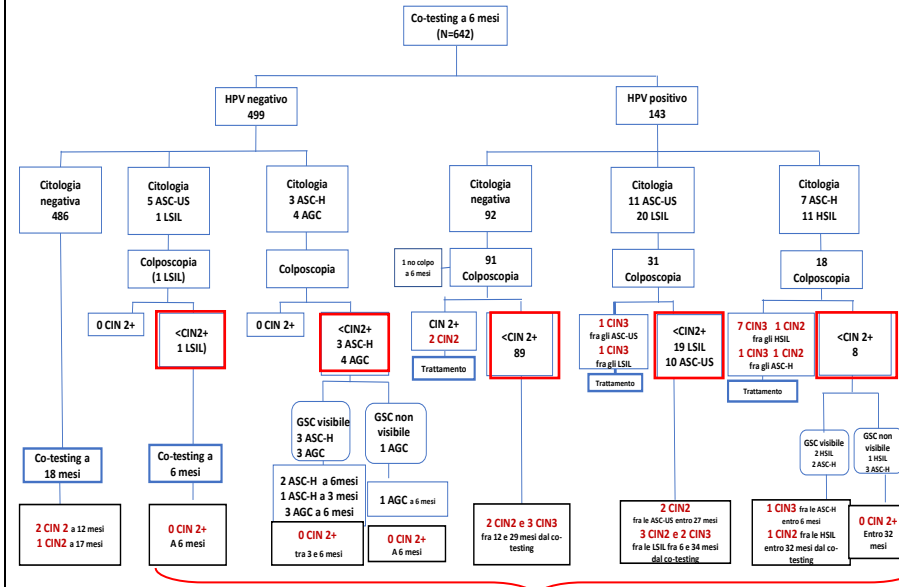 Co-testing a 6 mesi
(N=642)
HPV negativo
499
HPV positivo
143
Citologia
negativa
486
Citologia
5 ASC-US
1 LSIL
Citologia
3 ASC-H
4 AGC
Citologia
negativa
92
Citologia
11 ASC-US
20 LSIL
Citologia
7 ASC-H
11 HSIL
Colposcopia
(1 LSIL)
Colposcopia
1 no colpo
a 6 mesi
91
Colposcopia
31
Colposcopia
18
Colposcopia
0 CIN 2+
<CIN2+
1 LSIL)
0 CIN 2+
<CIN2+
3 ASC-H
4 AGC
CIN 2+
2 CIN2
Trattamento
<CIN 2+
89
1 CIN3
fra gli ASC-US
1 CIN3
fra gli LSIL
Trattamento
<CIN2+
19 LSIL
10 ASC-US
7 CIN3 1 CIN2
fra gli HSIL
1 CIN3 1 CIN2
fra gli ASC-H
Trattamento
<CIN 2+
8
GSC visibile
3 ASC-H
3 AGC
GSC non
visibile
1 AGC
GSC visibile
2 HSIL
2 ASC-H
GSC non
visibile
1 HSIL
3 ASC-H
Co-testing a
18 mesi
Co-testing a
6 mesi
2 ASC-H a 6mesi
1 ASC-H a 3 mesi
3 AGC a 6 mesi
1 AGC a 6 mesi
2 CIN 2 a 12 mesi
1 CIN2 a 17 mesi
0 CIN 2+
A 6 mesi
0 CIN 2+
tra 3 e 6 mesi
0 CIN 2+
A 6 mesi
2 CIN2 e 3 CIN3
fra 12 e 29 mesi dal co-
testing
2 CIN2
fra le ASC-US entro 27 mesi
3 CIN2 e 2 CIN3
fra le LSIL fra 6 e 34 mesi
dal co-testing
1 CIN3 fra le ASC-H
entro 6 mesi
1 CIN2 fra le HSIL
entro 32 mesi dal co-
testing
0 CIN 2+
Entro 32
mesi